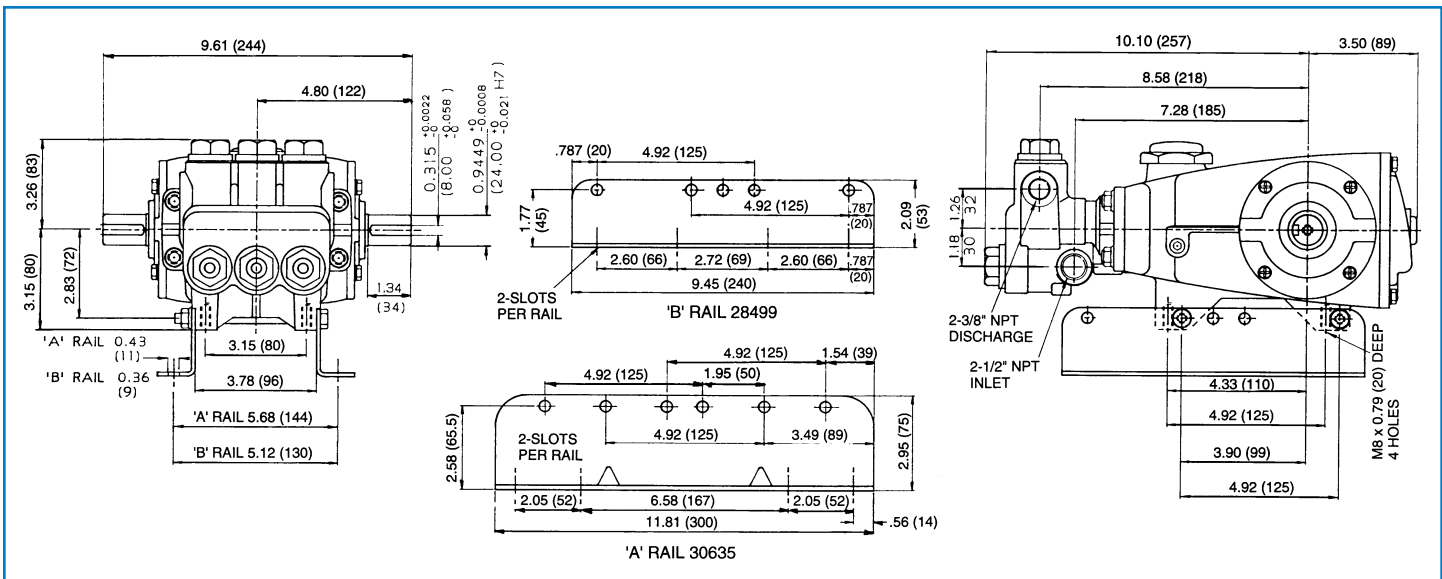 9.61 (244)
4.80 (122)
0.315 +0.0022 -0
(8.00 +0.058 -0 )
0.9449 +0 -0.0008
(24.00 +0 -0.021 H7 )
3.26 (83)
3.15 (80)
2.83 (72)
1.34
(34)
'A' RAIL 0.43
(11)
'B' RAIL 0.36
(9)
3.15 (80)
3.78 (96)
'A' RAIL 5.68 (144)
'B' RAIL 5.12 (130)
.787 (20)
4.92 (125)
1.77
(45)
4.92 (125)
.787
(20)
2.09
(53)
2.60 (66)
2.72 (69)
2.60 (66)
.787
(20)
9.45 (240)
2-SLOTS
PER RAIL
'B' RAIL 28499
4.92 (125)
1.54 (39)
4.92 (125)
1.95 (50)
2.58 (65.5)
2-SLOTS
PER RAIL
4.92 (125)
3.49 (89)
2.95 (75)
2.05 (52)
6.58 (167)
2.05 (52)
.56 (14)
11.81 (300)
'A' RAIL 30635
10.10 (257)
3.50 (89)
8.58 (218)
7.28 (185)
1.26
32
1.18
30
2-3/8" NPT
DISCHARGE
2-1/2" NPT
INLET
4.33 (110)
4.92 (125)
3.90 (99)
4.92 (125)
M8 x 0.79 (20) DEEP
4 HOLES